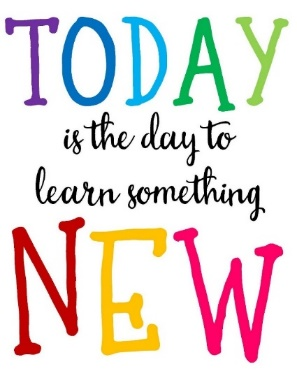 TODAY
is the day to
learn something
NEW